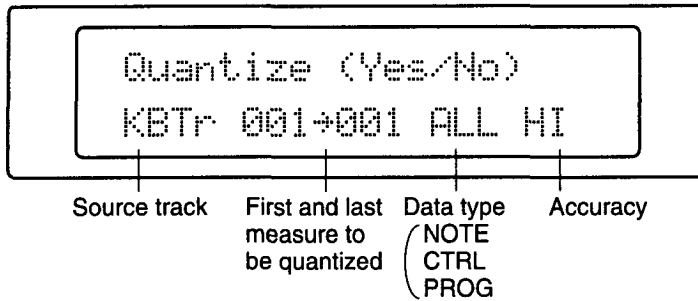 Quantize (Yes/No)
KBTr 001→001 ALL HI
Source track
First and last
measure to
be quantized
Data type
NOTE
CTRL
PROG
Accuracy